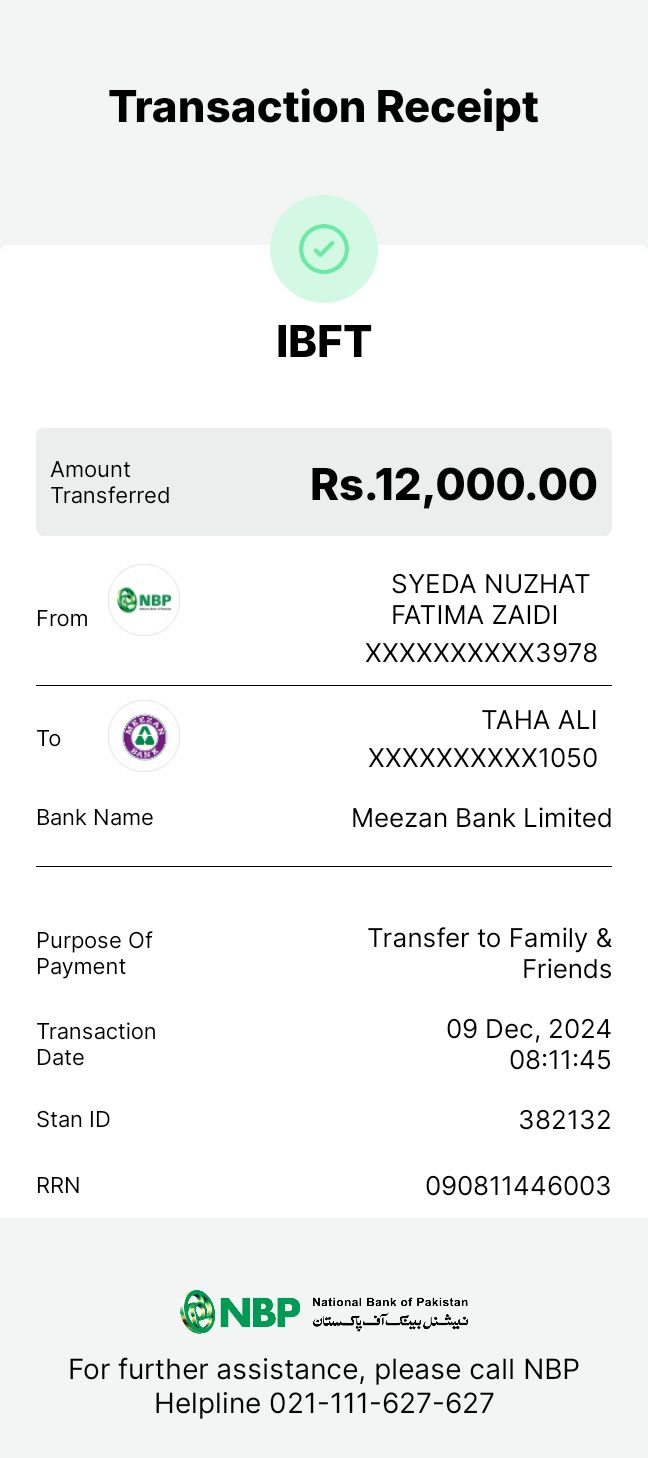 Transaction Receipt
IBFT
Amount
Transferred
Rs.12,000.00
From
NBP
SYEDA NUZHAT
FATIMA ZAIDI
XXXXXXXXXX3978
To
MEEZAN
BANK
TAHA ALI
XXXXXXXXXX1050
Bank Name
Meezan Bank Limited
Purpose Of
Payment
Transfer to Family &
Friends
Transaction
Date
09 Dec, 2024
08:11:45
Stan ID
382132
RRN
090811446003
NBP
National Bank of Pakistan
نیشنل بینک آف پاکستان
For further assistance, please call NBP
Helpline 021-111-627-627